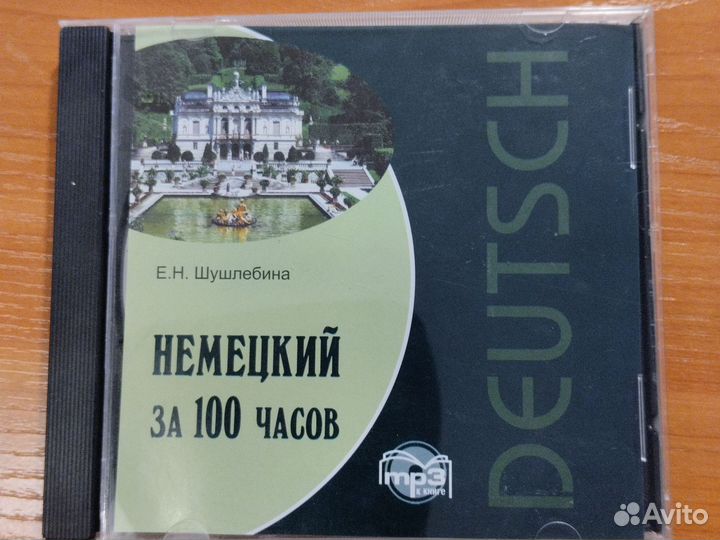 Е.Н. Шушлебина
НЕМЕЦКИЙ
ЗА 100 ЧАСОВ
mp3
к книге
DEUTSCH
Avito